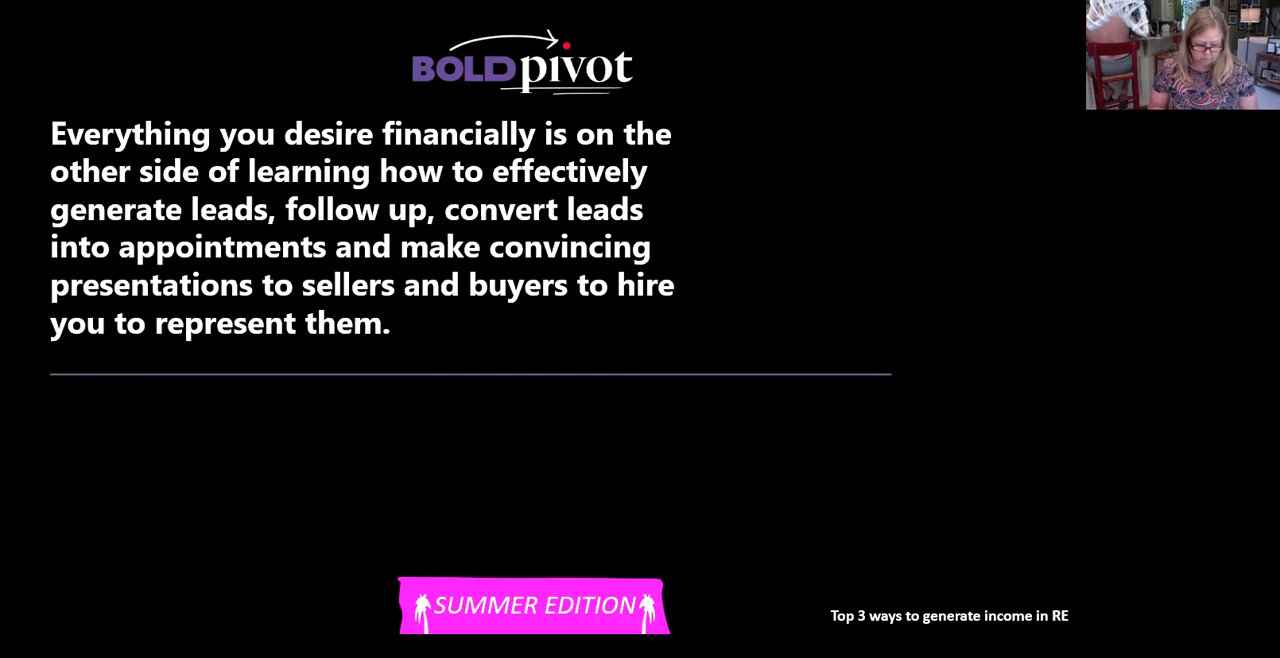 BOLD pivot
Everything you desire financially is on the
other side of learning how to effectively
generate leads, follow up, convert leads
into appointments and make convincing
presentations to sellers and buyers to hire
you to represent them.
SUMMER EDITION
Top 3 ways to generate income in RE